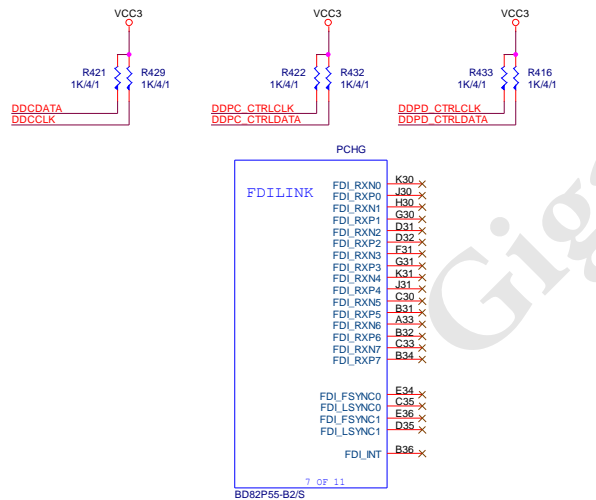 VCC3 VCC3 VCC3
R421 R429 R422 R432 R433 R416
1K/4/1 1K/4/1 1K/4/1 1K/4/1 1K/4/1 1K/4/1
DDCDATA DDPC_CTRLCLK DDPD_CTRLCLK
DDCCLK DDPC_CTRLDATA DDPD_CTRLDATA
PCHG
FDILINK
FDI_RXN0 K30
FDI_RXP0 J30
FDI_RXN1 H30
FDI_RXP1 G30
FDI_RXN2 D31
FDI_RXP2 D32
FDI_RXN3 F31
FDI_RXP3 G31
FDI_RXN4 K31
FDI_RXP4 J31
FDI_RXN5 C30
FDI_RXP5 B31
FDI_RXN6 A33
FDI_RXP6 B32
FDI_RXN7 C33
FDI_RXP7 B34
FDI_FSYNC0 E34
FDI_LSYNC0 C35
FDI_FSYNC1 E36
FDI_LSYNC1 D35
FDI_INT B36
7 OF 11
BD82P55-B2/S
Giga